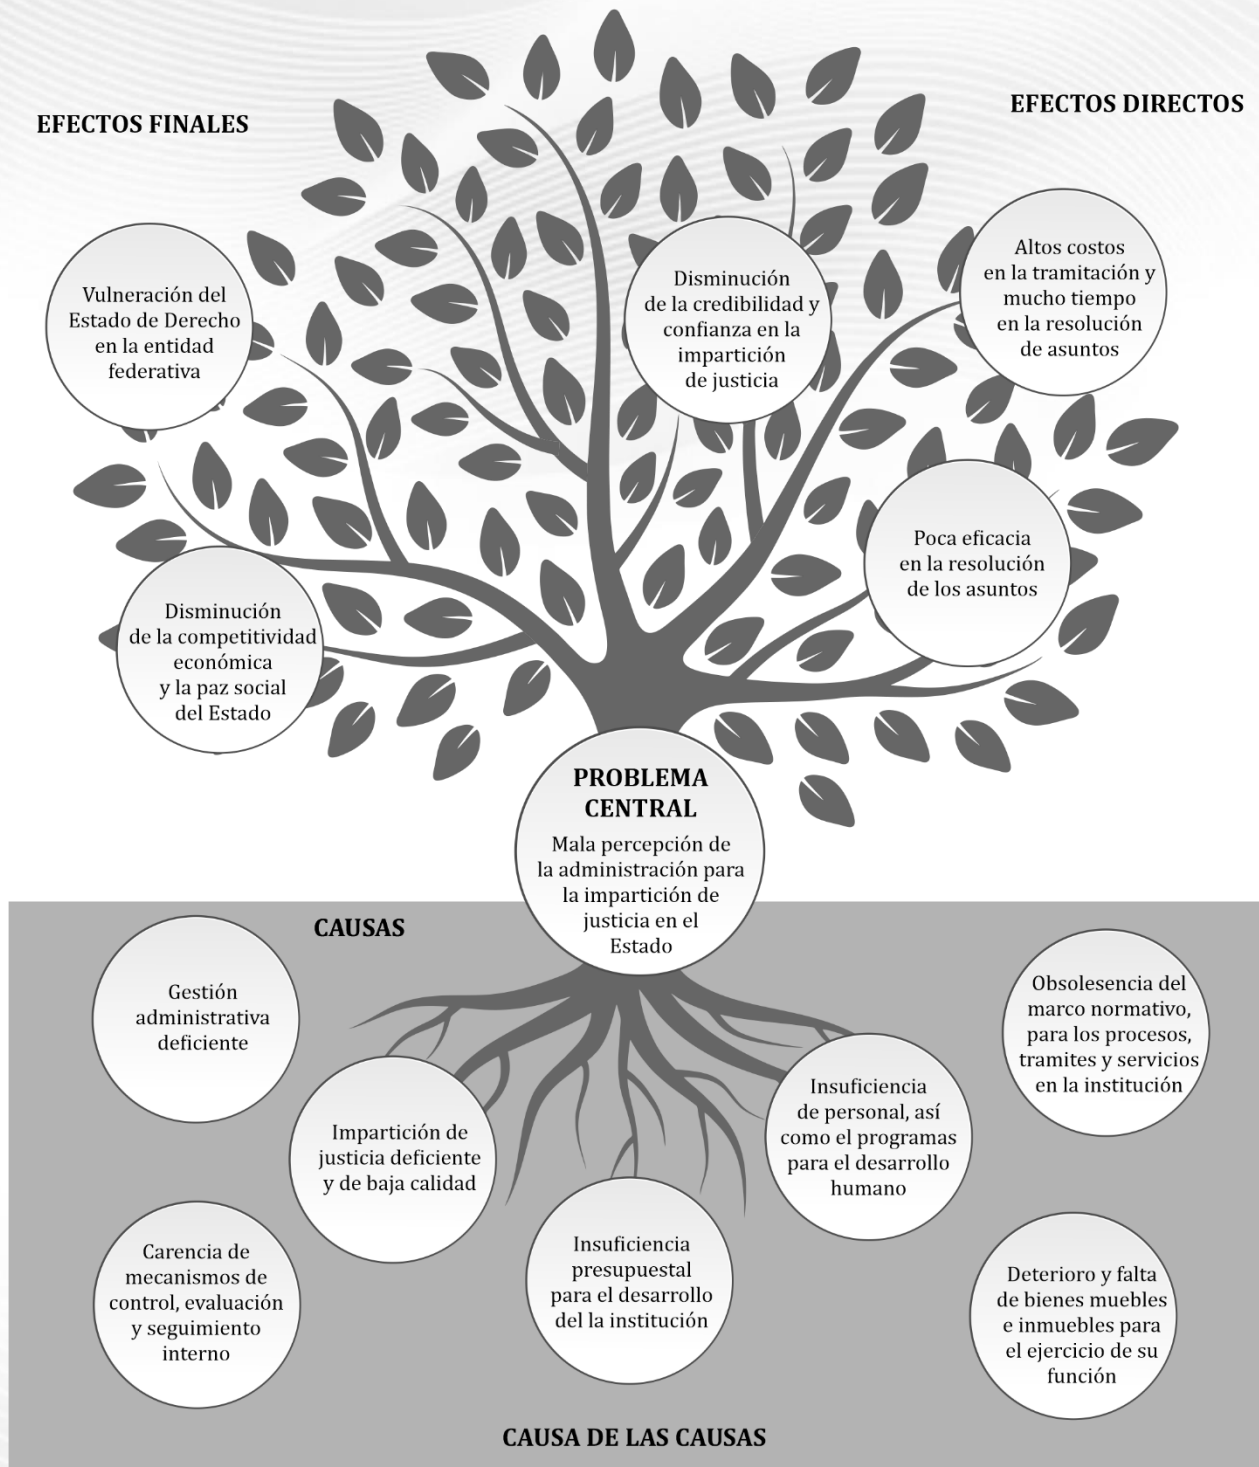 EFECTOS FINALES
EFECTOS DIRECTOS
Vulneración del
Estado de Derecho
en la entidad
federativa
Disminución
de la credibilidad y
confianza en la
impartición
de justicia
Altos costos
en la tramitación y
mucho tiempo
en la resolución
de asuntos
Poca eficacia
en la resolución
de los asuntos
Disminución
de la competitividad
económica
y la paz social
del Estado
PROBLEMA
CENTRAL
Mala percepción de
la administración para
la impartición de
justicia en el
Estado
CAUSAS
Gestión
administrativa
deficiente
Obsolesencia del
marco normativo,
para los procesos,
tramites y servicios
en la institución
Impartición de
justicia deficiente
y de baja calidad
Insuficiencia
de personal, así
como el programas
para el desarrollo
humano
Carencia de
mecanismos de
control, evaluación
y seguimiento
interno
Insuficiencia
presupuestal
para el desarrollo
del la institución
Deterioro y falta
de bienes muebles
e inmuebles para
el ejercicio de su
función
CAUSA DE LAS CAUSAS